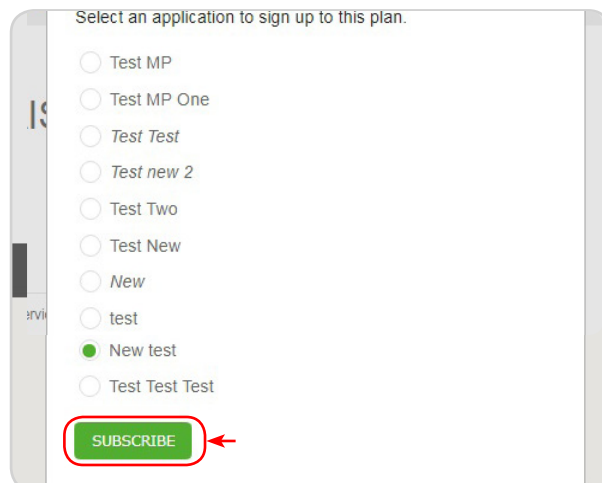 Select an application to sign up to this plan.
Test MP
Test MP One
Test Test
Test new 2
Test Two
Test New
New
test
New test
Test Test Test
SUBSCRIBE